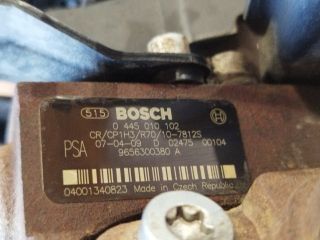 515 BOSCH
0 445 010 102
CR/CP1H3/R70/10-7812S
PSA 07-04-09 D 02475 00104
9656300380 A
04001340823 Made in Czech Republic